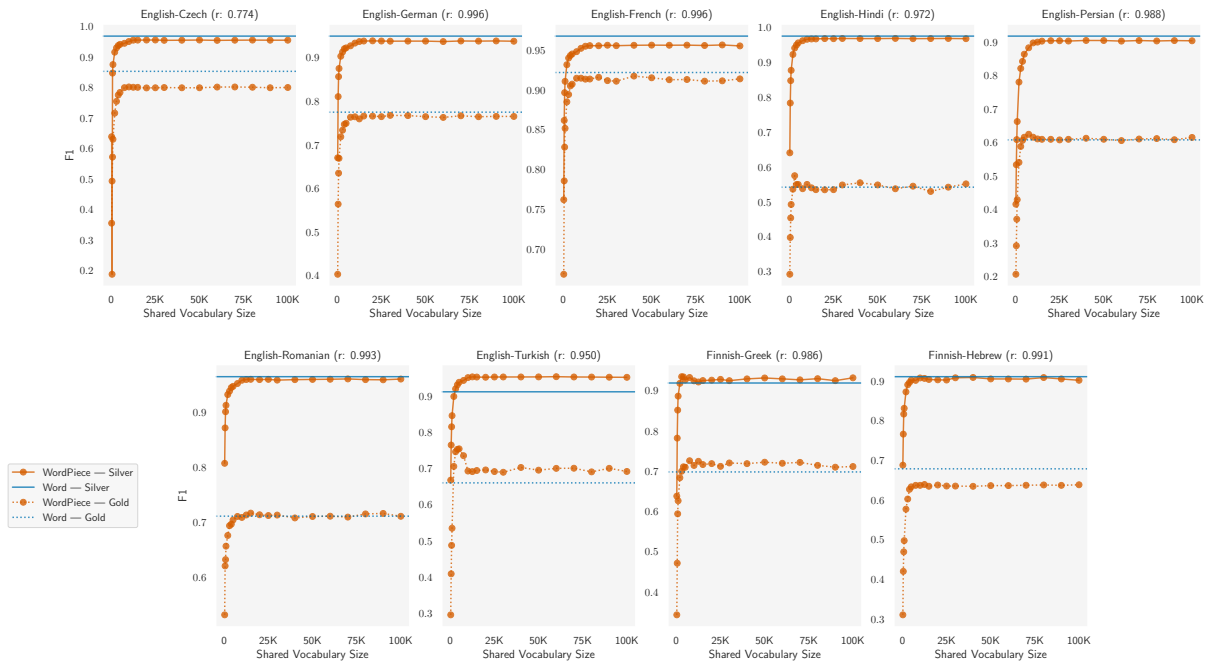 English-Czech (r: 0.774)
English-German (r: 0.996)
English-French (r: 0.996)
English-Hindi (r: 0.972)
English-Persian (r: 0.988)
F1
1.0
0.9
0.8
0.7
0.6
0.5
0.4
0.3
0.2
0.9
0.8
0.7
0.6
0.5
0.4
0.95
0.90
0.85
0.80
0.75
0.70
1.0
0.9
0.8
0.7
0.6
0.5
0.4
0.3
0.9
0.8
0.7
0.6
0.5
0.4
0.3
0.2
0 25K 50K 75K 100K
0 25K 50K 75K 100K
0 25K 50K 75K 100K
0 25K 50K 75K 100K
0 25K 50K 75K 100K
Shared Vocabulary Size
Shared Vocabulary Size
Shared Vocabulary Size
Shared Vocabulary Size
Shared Vocabulary Size
English-Romanian (r: 0.993)
English-Turkish (r: 0.950)
Finnish-Greek (r: 0.986)
Finnish-Hebrew (r: 0.991)
WordPiece — Silver
Word — Silver
WordPiece — Gold
Word — Gold
F1
0.9
0.8
0.7
0.6
0.9
0.8
0.7
0.6
0.5
0.4
0.3
0.9
0.8
0.7
0.6
0.5
0.4
0.9
0.8
0.7
0.6
0.5
0.4
0.3
0 25K 50K 75K 100K
0 25K 50K 75K 100K
0 25K 50K 75K 100K
0 25K 50K 75K 100K
Shared Vocabulary Size
Shared Vocabulary Size
Shared Vocabulary Size
Shared Vocabulary Size